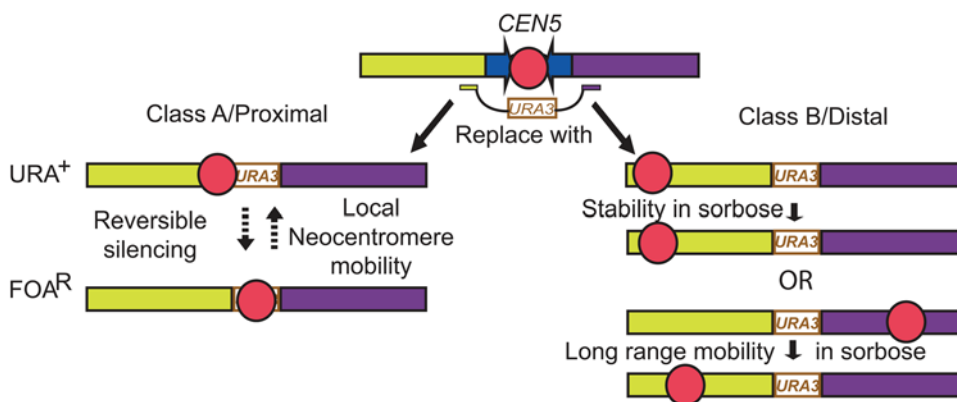 CEN5
URA3
Replace with
Class A/Proximal
URA+
URA3
Reversible
silencing
Local
Neocentromere
mobility
FOAR
Class B/Distal
URA3
Stability in sorbose
URA3
OR
URA3
Long range mobility in sorbose
URA3